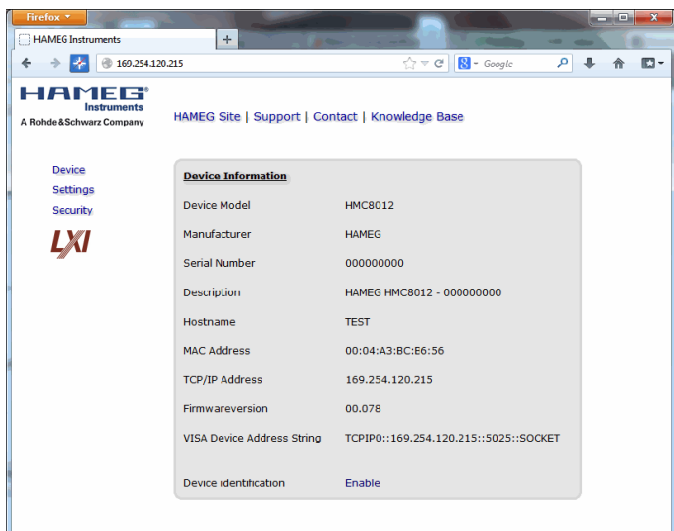 Firefox
HAMEG Instruments
169.254.120.215
Google
HAMEG®
Instruments
A Rohde & Schwarz Company
HAMEG Site | Support | Contact | Knowledge Base
Device
Settings
Security
LXI
Device Information
Device Model HMC8012
Manufacturer HAMEG
Serial Number 000000000
Description HAMEG HMC8012 - 000000000
Hostname TEST
MAC Address 00:04:A3:BC:E6:56
TCP/IP Address 169.254.120.215
Firmwareversion 00.078
VISA Device Address String TCPIP0::169.254.120.215::5025::SOCKET
Device Identification Enable